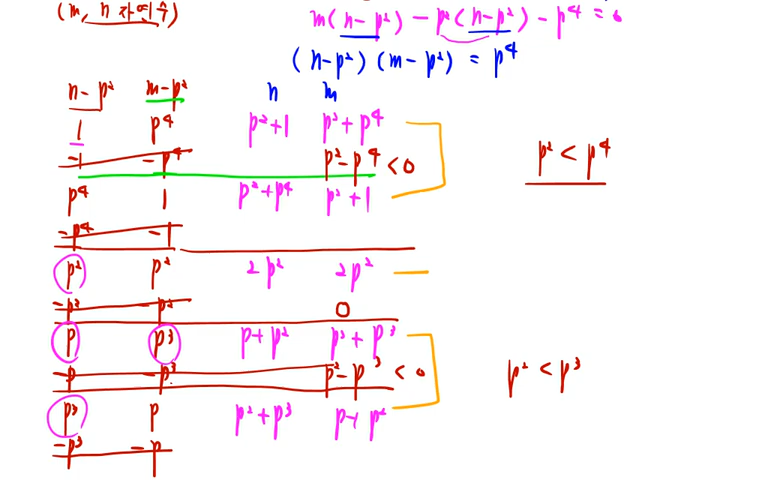 (m, n 자연수)
m(n-p²) - p²(n-p²) - p⁴ = 0
(n-p²)(m-p²) = p⁴
n-p² m-p² n m
1 p⁴ p²+1 p²+p⁴
-1 -p⁴ p²-p⁴ < 0
p² < p⁴
p⁴ 1 p²+p⁴ p²+1
-p⁴ -1
p² p² 2p² 2p²
-p² -p² 0
p p³ p+p² p²+p³
-p -p³ p²-p³ < 0
p² < p³
p³ p p²+p³ p+p²
-p³ -p